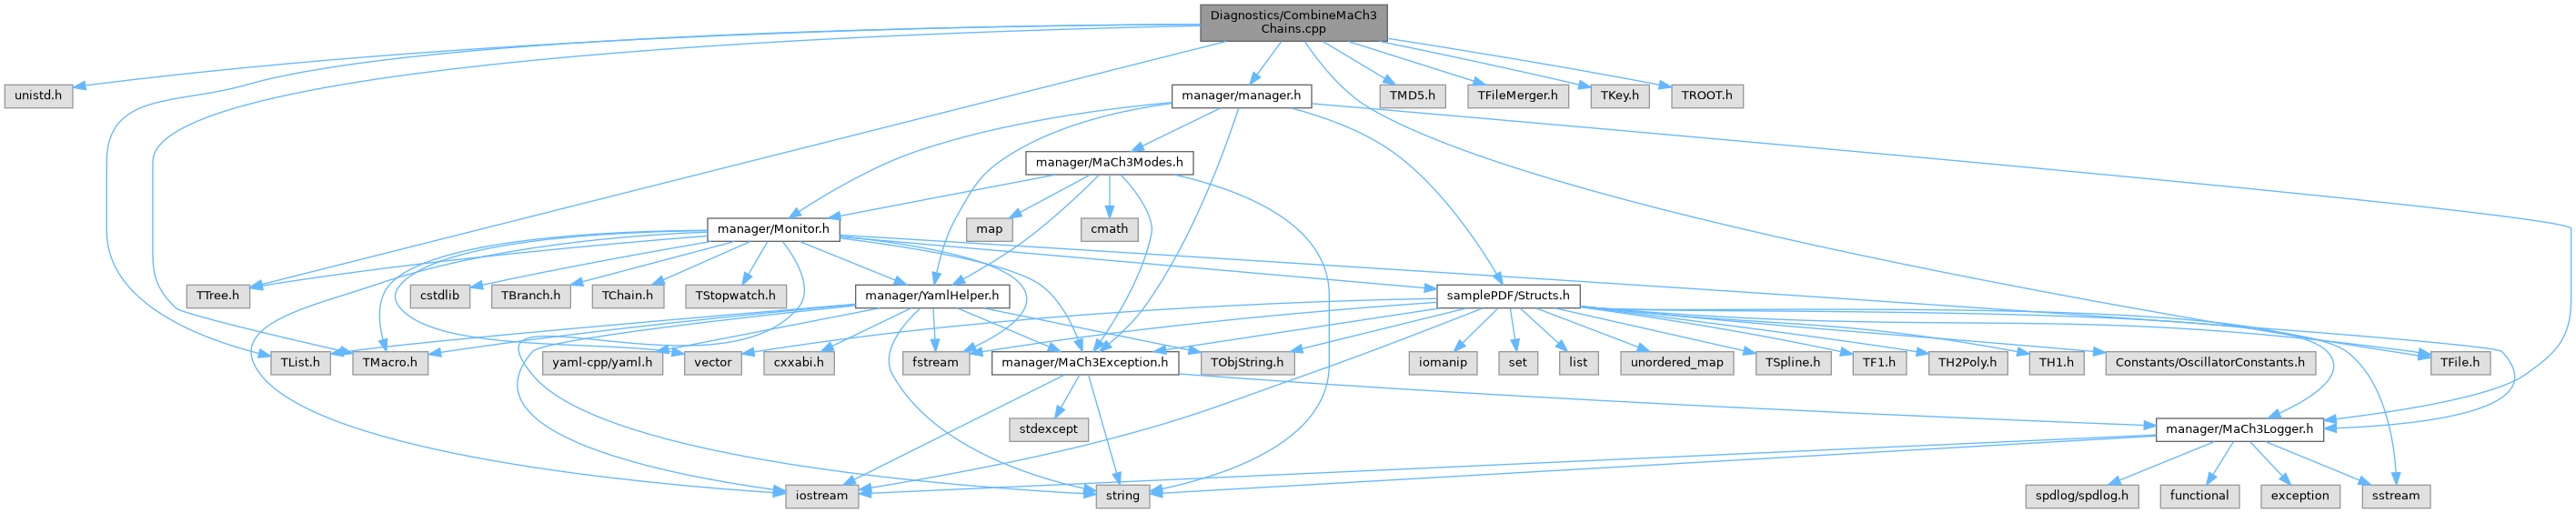 Diagnostics/CombineMaCh3
Chains.cpp
unistd.h
manager/manager.h
TMD5.h
TFileMerger.h
TKey.h
TROOT.h
manager/MaCh3Modes.h
manager/Monitor.h
map
cmath
TTree.h
cstdlib
TBranch.h
TChain.h
TStopwatch.h
manager/YamlHelper.h
samplePDF/Structs.h
TList.h
TMacro.h
yaml-cpp/yaml.h
vector
cxxabi.h
fstream
manager/MaCh3Exception.h
TObjString.h
iomanip
set
list
unordered_map
TSpline.h
TF1.h
TH2Poly.h
TH1.h
Constants/OscillatorConstants.h
TFile.h
stdexcept
manager/MaCh3Logger.h
iostream
string
spdlog/spdlog.h
functional
exception
sstream